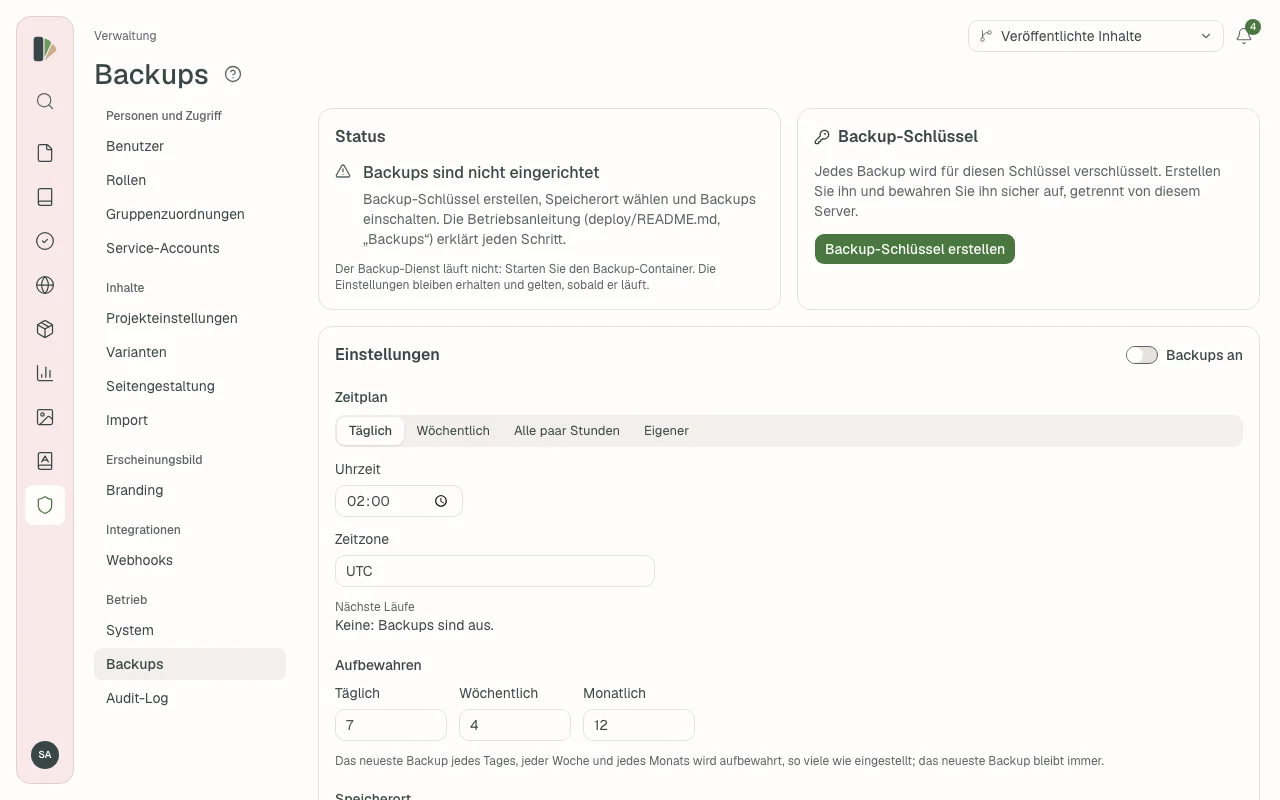 Verwaltung
Veröffentlichte Inhalte
4
Backups
Personen und Zugriff
Benutzer
Rollen
Gruppenzuordnungen
Service-Accounts
Inhalte
Projekteinstellungen
Varianten
Seitengestaltung
Import
Erscheinungsbild
Branding
Integrationen
Webhooks
Betrieb
System
Backups
Audit-Log
SA
Status
Backups sind nicht eingerichtet
Backup-Schlüssel erstellen, Speicherort wählen und Backups
einschalten. Die Betriebsanleitung (deploy/README.md,
„Backups“) erklärt jeden Schritt.
Der Backup-Dienst läuft nicht: Starten Sie den Backup-Container. Die
Einstellungen bleiben erhalten und gelten, sobald er läuft.
Backup-Schlüssel
Jedes Backup wird für diesen Schlüssel verschlüsselt. Erstellen
Sie ihn und bewahren Sie ihn sicher auf, getrennt von diesem
Server.
Backup-Schlüssel erstellen
Einstellungen
Backups an
Zeitplan
Täglich Wöchentlich Alle paar Stunden Eigener
Uhrzeit
02:00
Zeitzone
UTC
Nächste Läufe
Keine: Backups sind aus.
Aufbewahren
Täglich Wöchentlich Monatlich
7 4 12
Das neueste Backup jedes Tages, jeder Woche und jedes Monats wird aufbewahrt, so viele wie eingestellt; das neueste Backup bleibt immer.
Speicherort